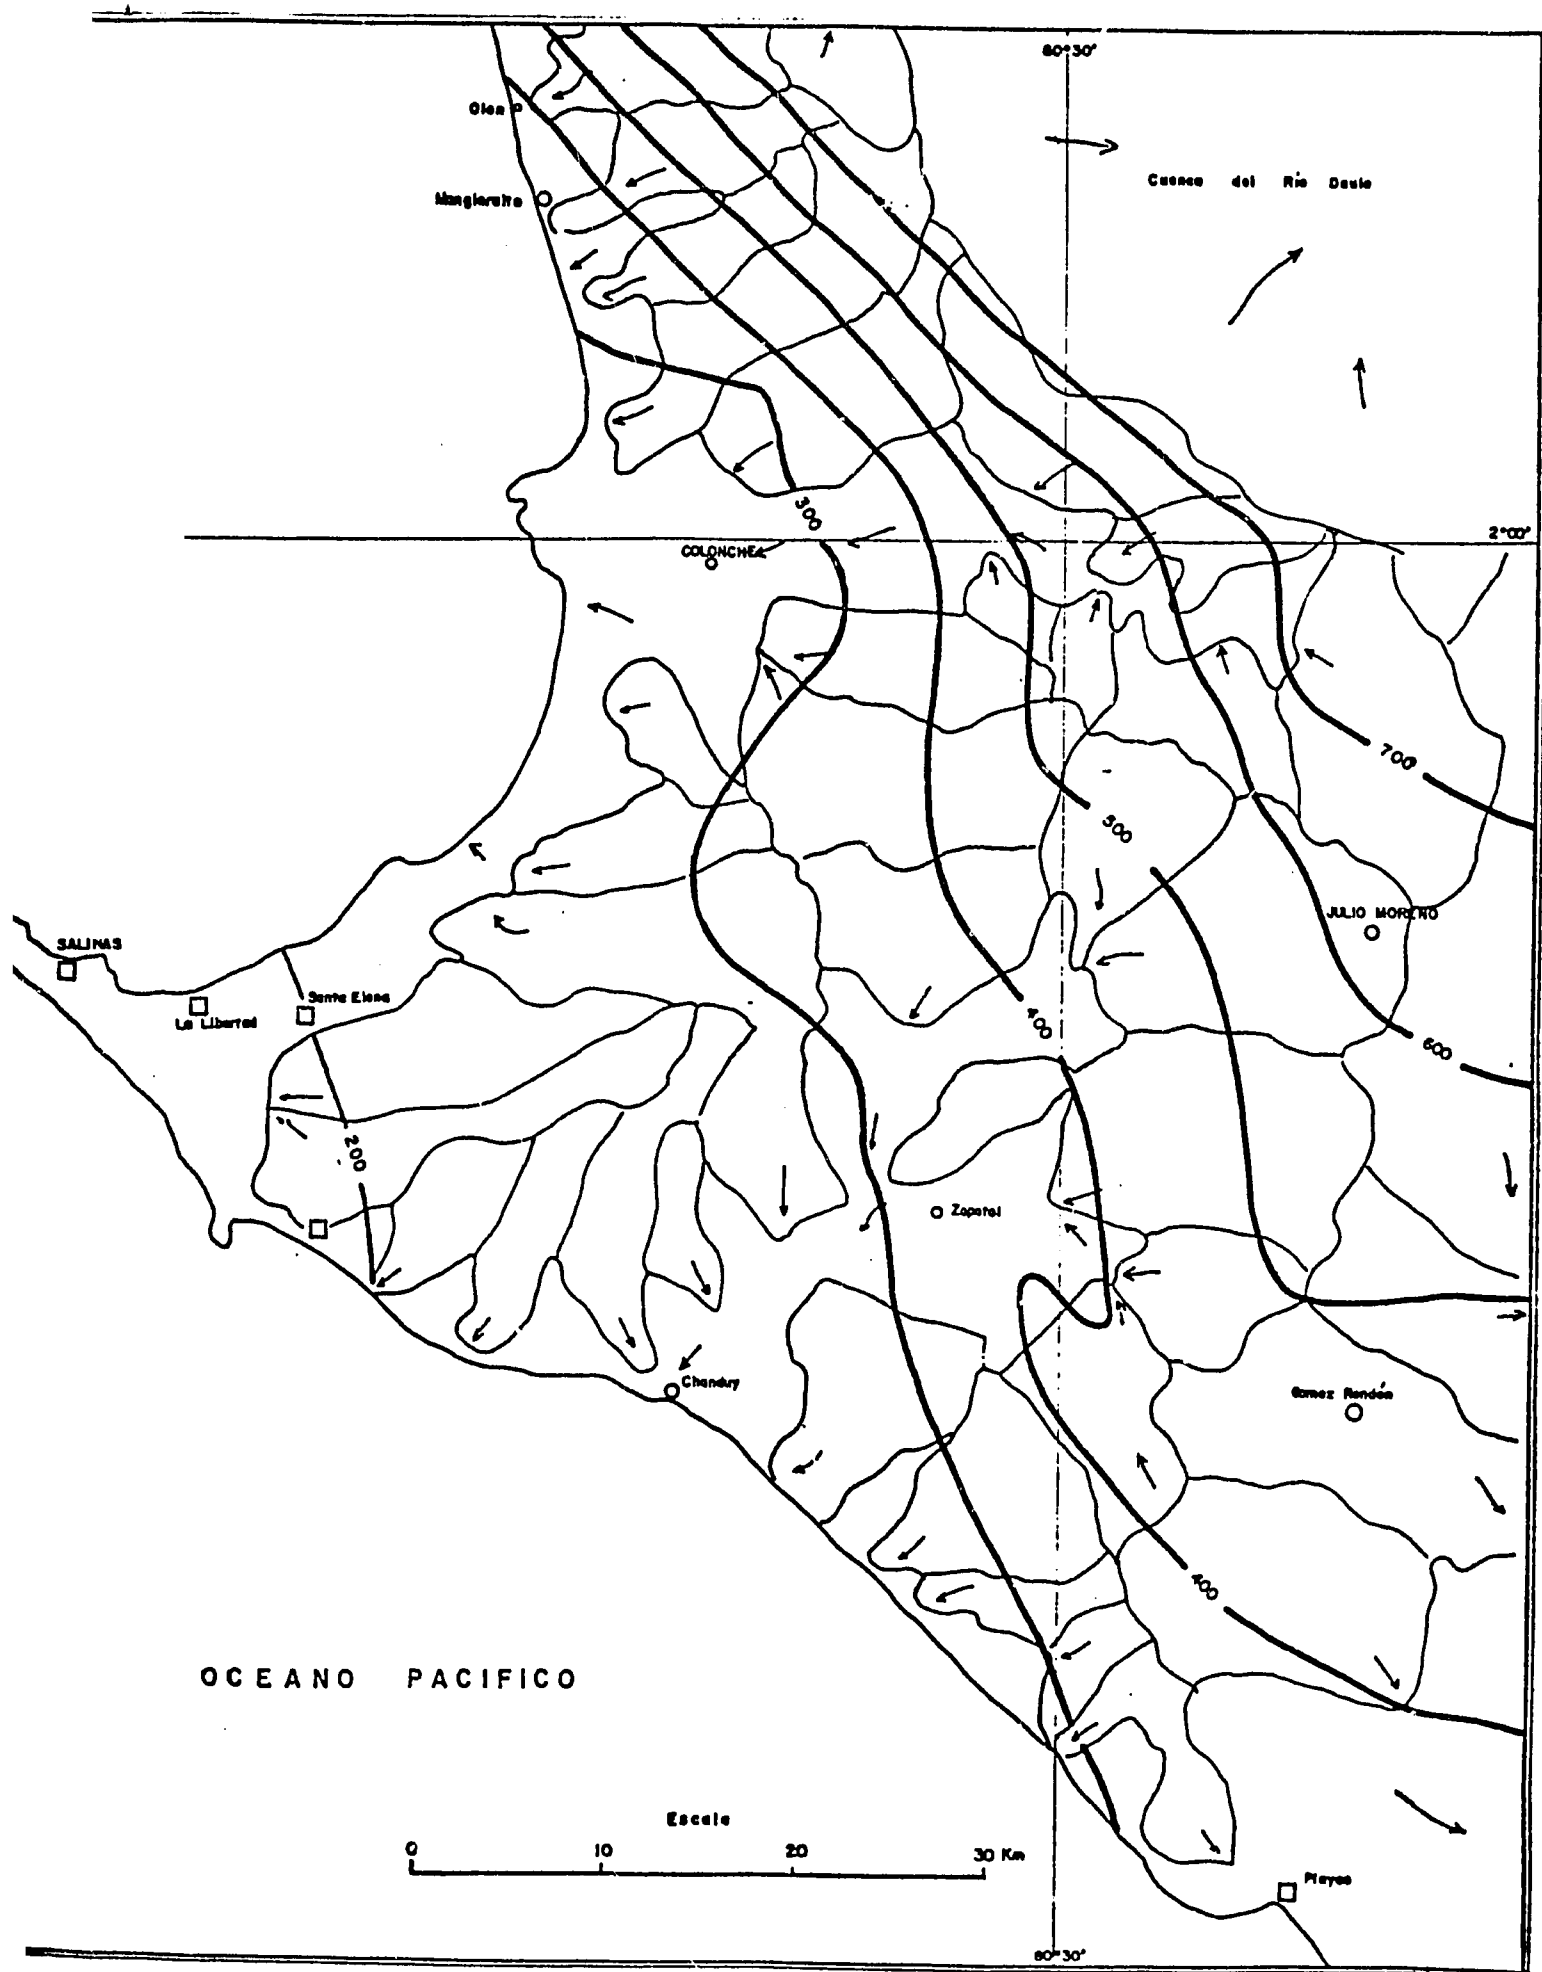 80°30'
Olon
Cuenca del Río Daule
Manglaralto
300
2°00'
COLONCHE
700
500
JULIO MORENO
SALINAS
Santa Elena
La Libertad
400
600
200
Zapotal
Chanduy
Gomez Rendón
400
OCEANO PACIFICO
Escala
0 10 20 30 Km
Playas
80°30'